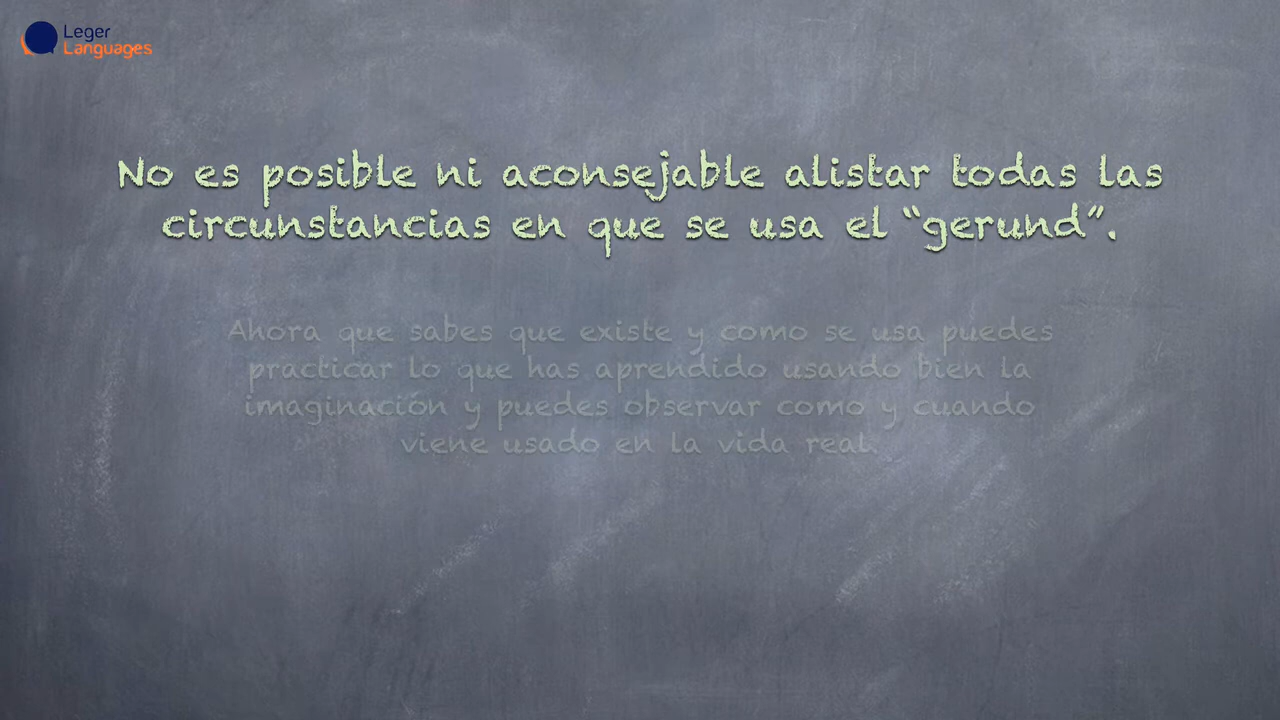 Leger
Languages
No es posible ni aconsejable alistar todas las
circunstancias en que se usa el “gerund”.
Ahora que sabes que existe y como se usa puedes
practicar lo que has aprendido usando bien la
imaginación y puedes observar como y cuando
viene usado en la vida real.